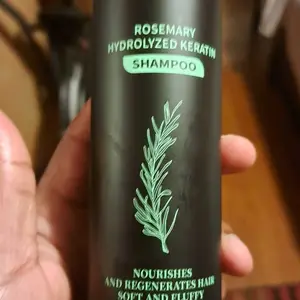 ROSEMARY
HYDROLYZED KERATIN
SHAMPOO
NOURISHES
AND REGENERATES HAIR
SOFT AND FLUFFY